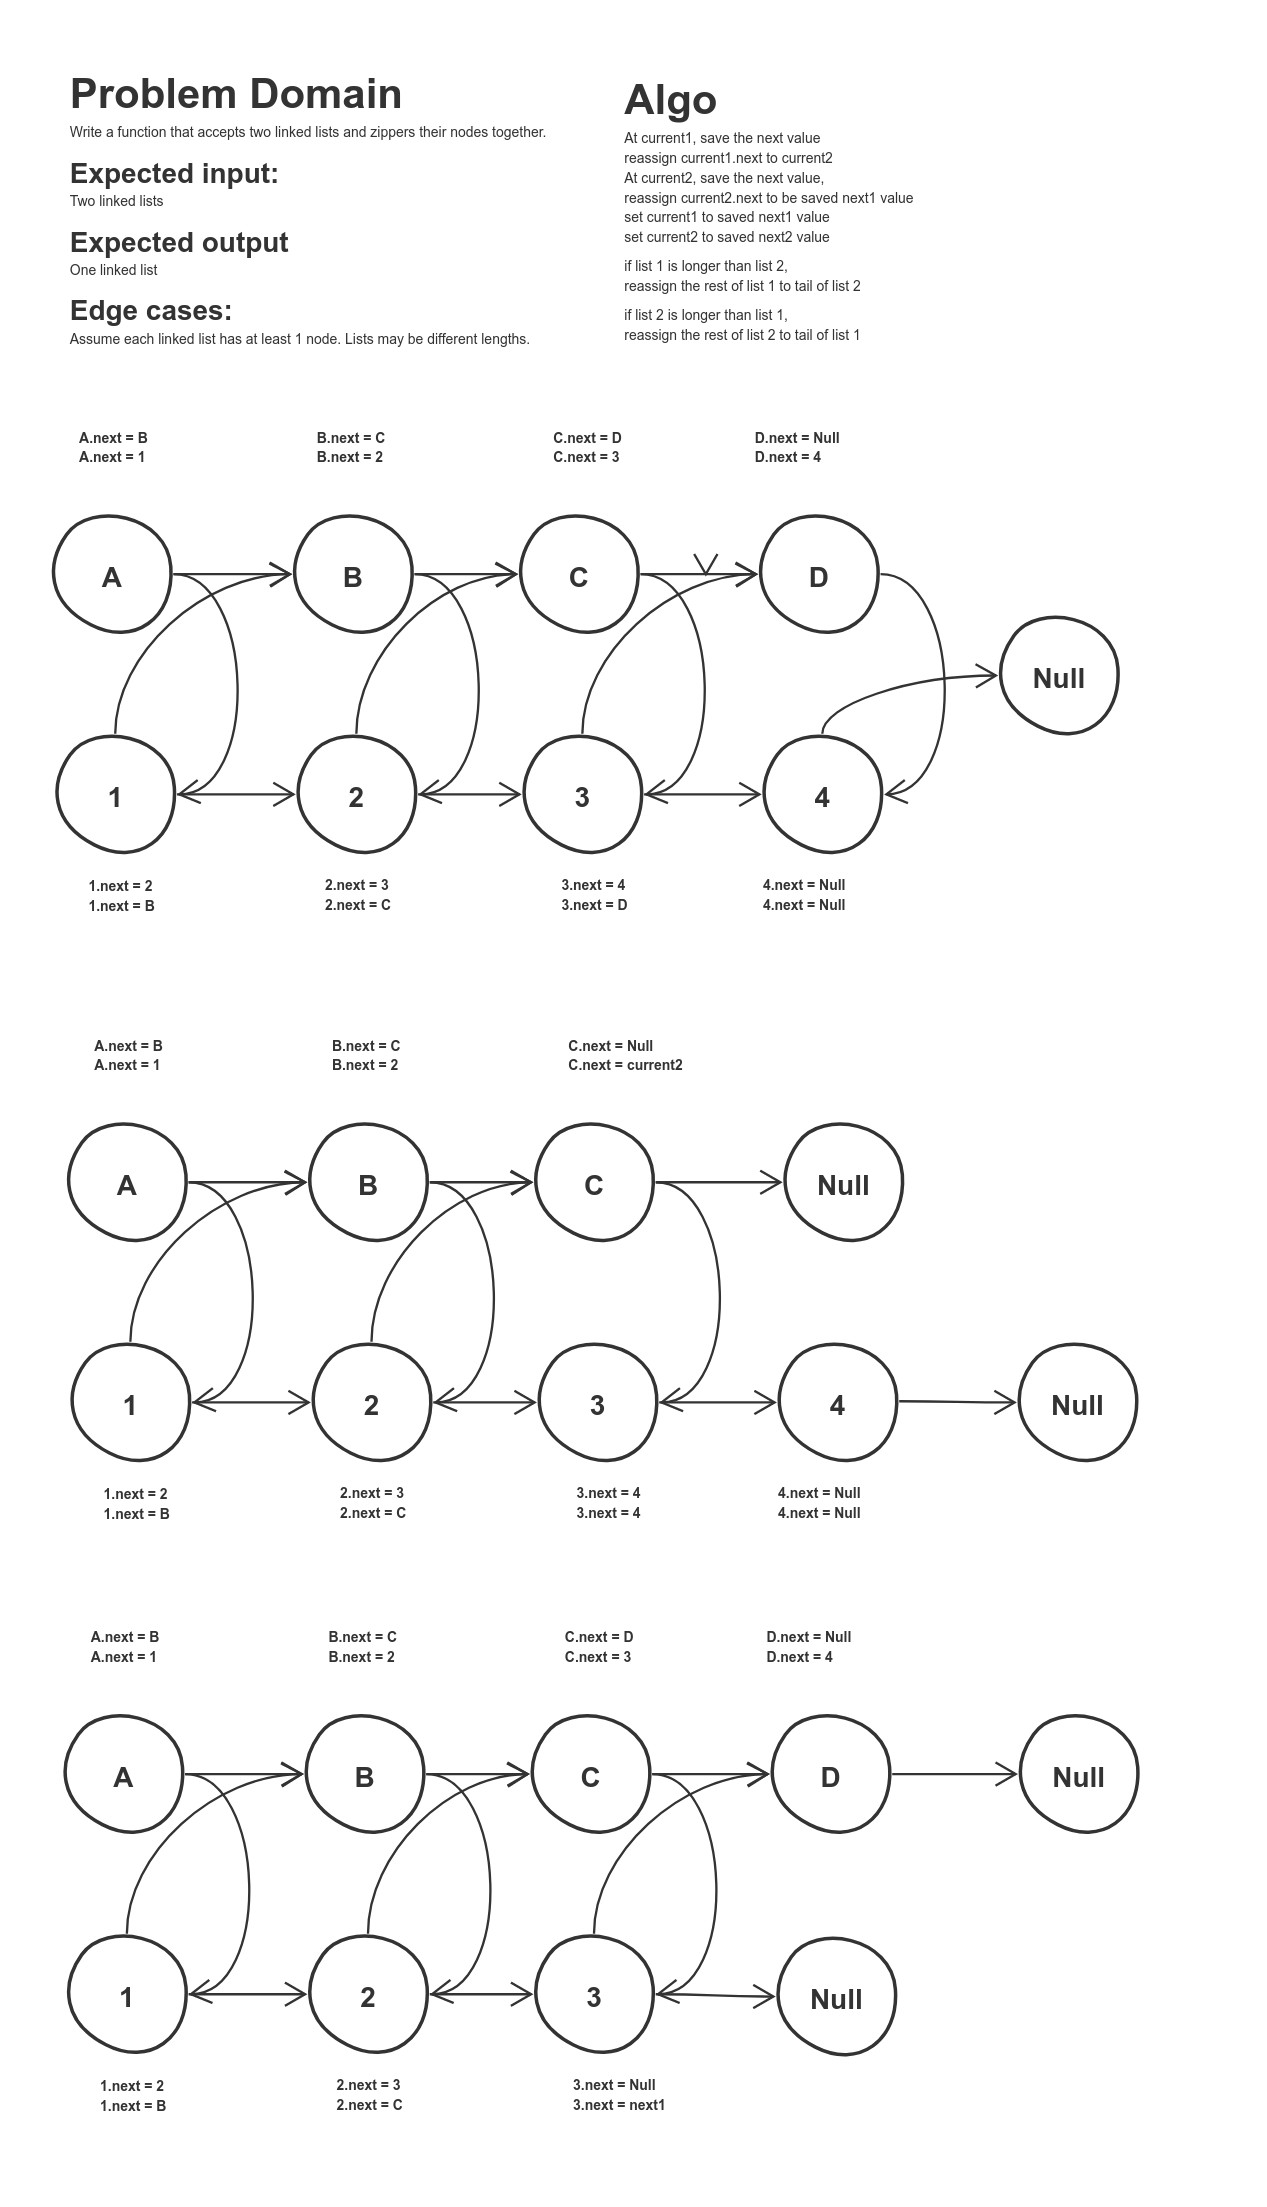 Problem Domain
Write a function that accepts two linked lists and zippers their nodes together.
Expected input:
Two linked lists
Expected output
One linked list
Edge cases:
Assume each linked list has at least 1 node. Lists may be different lengths.
Algo
At current1, save the next value
reassign current1.next to current2
At current2, save the next value,
reassign current2.next to be saved next1 value
set current1 to saved next1 value
set current2 to saved next2 value
if list 1 is longer than list 2,
reassign the rest of list 1 to tail of list 2
if list 2 is longer than list 1,
reassign the rest of list 2 to tail of list 1
A.next = B
A.next = 1
B.next = C
B.next = 2
C.next = D
C.next = 3
D.next = Null
D.next = 4
A
B
C
D
Null
1
2
3
4
1.next = 2
1.next = B
2.next = 3
2.next = C
3.next = 4
3.next = D
4.next = Null
4.next = Null
A.next = B
A.next = 1
B.next = C
B.next = 2
C.next = Null
C.next = current2
A
B
C
Null
1
2
3
4
Null
1.next = 2
1.next = B
2.next = 3
2.next = C
3.next = 4
3.next = 4
4.next = Null
4.next = Null
A.next = B
A.next = 1
B.next = C
B.next = 2
C.next = D
C.next = 3
D.next = Null
D.next = 4
A
B
C
D
Null
1
2
3
Null
1.next = 2
1.next = B
2.next = 3
2.next = C
3.next = Null
3.next = next1